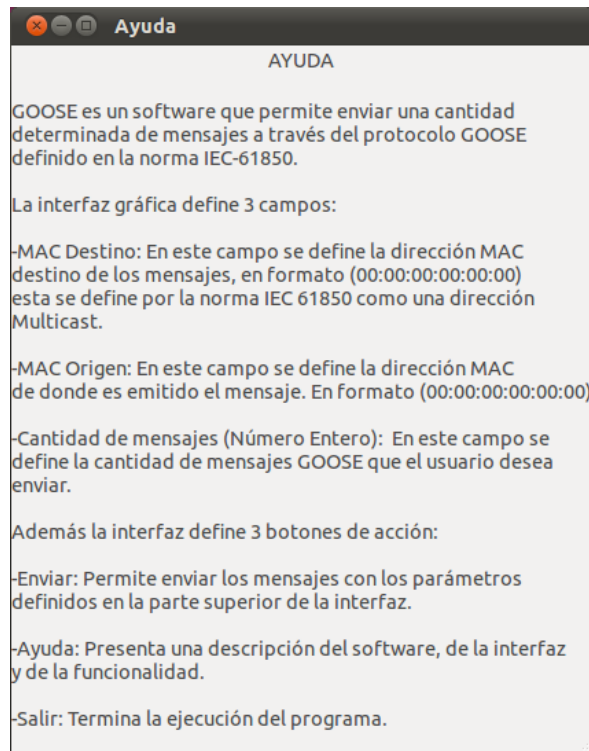 Ayuda
AYUDA
GOOSE es un software que permite enviar una cantidad
determinada de mensajes a través del protocolo GOOSE
definido en la norma IEC-61850.
La interfaz gráfica define 3 campos:
-MAC Destino: En este campo se define la dirección MAC
destino de los mensajes, en formato (00:00:00:00:00:00)
esta se define por la norma IEC 61850 como una dirección
Multicast.
-MAC Origen: En este campo se define la dirección MAC
de donde es emitido el mensaje. En formato (00:00:00:00:00:00)
-Cantidad de mensajes (Número Entero):  En este campo se
define la cantidad de mensajes GOOSE que el usuario desea
enviar.
Además la interfaz define 3 botones de acción:
-Enviar: Permite enviar los mensajes con los parámetros
definidos en la parte superior de la interfaz.
-Ayuda: Presenta una descripción del software, de la interfaz
y de la funcionalidad.
-Salir: Termina la ejecución del programa.